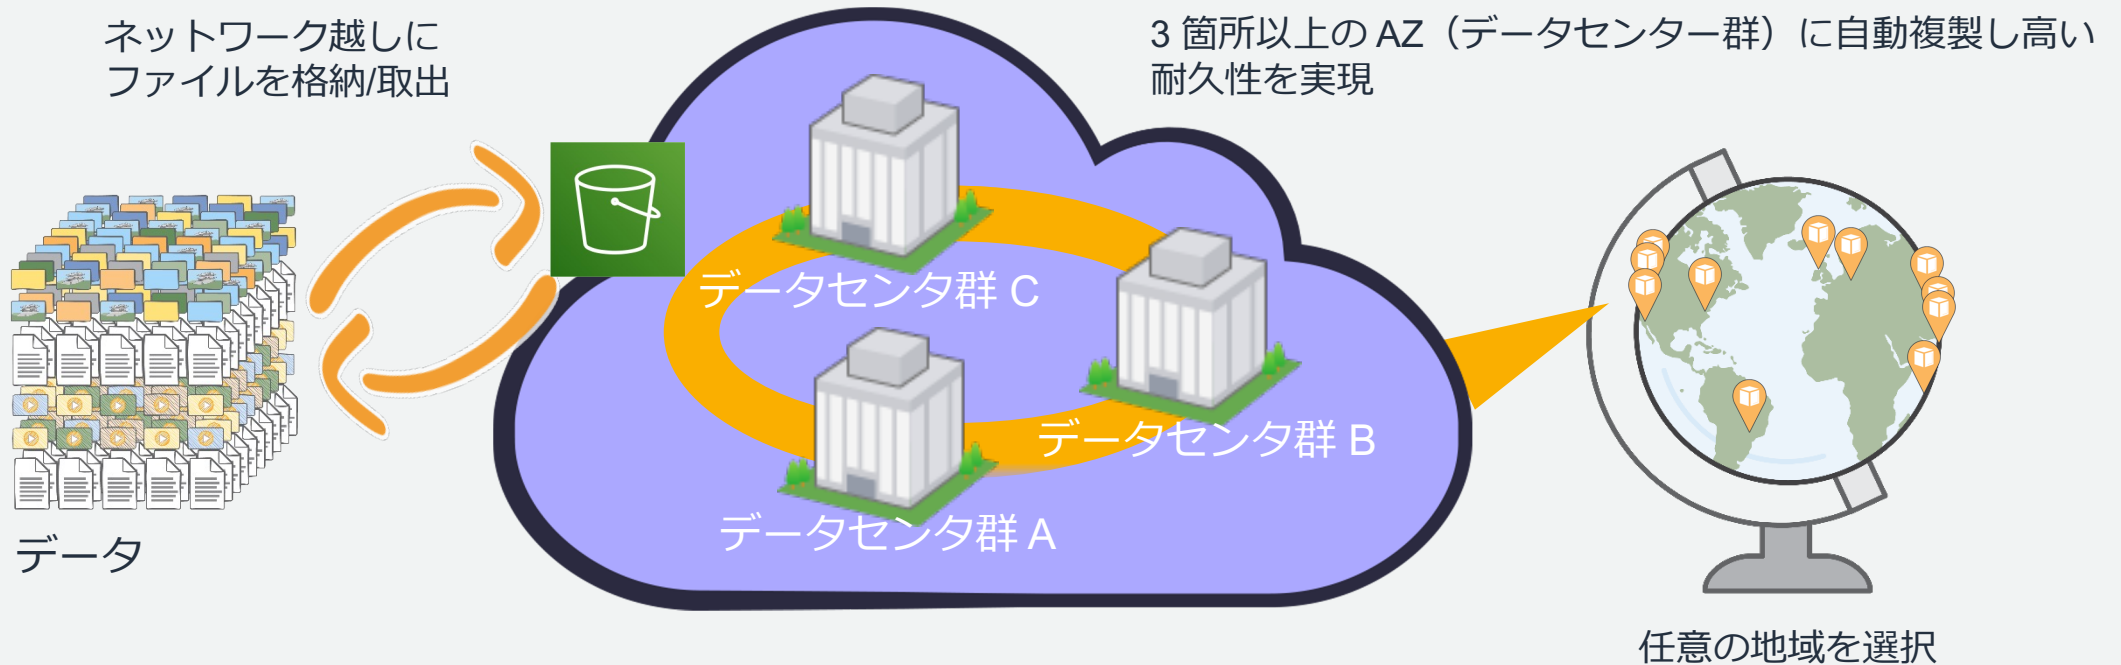 ネットワーク越しに
ファイルを格納/取出
3 箇所以上の AZ（データセンター群）に自動複製し高い
耐久性を実現
データセンタ群 C
データセンタ群 B
データセンタ群 A
データ
任意の地域を選択